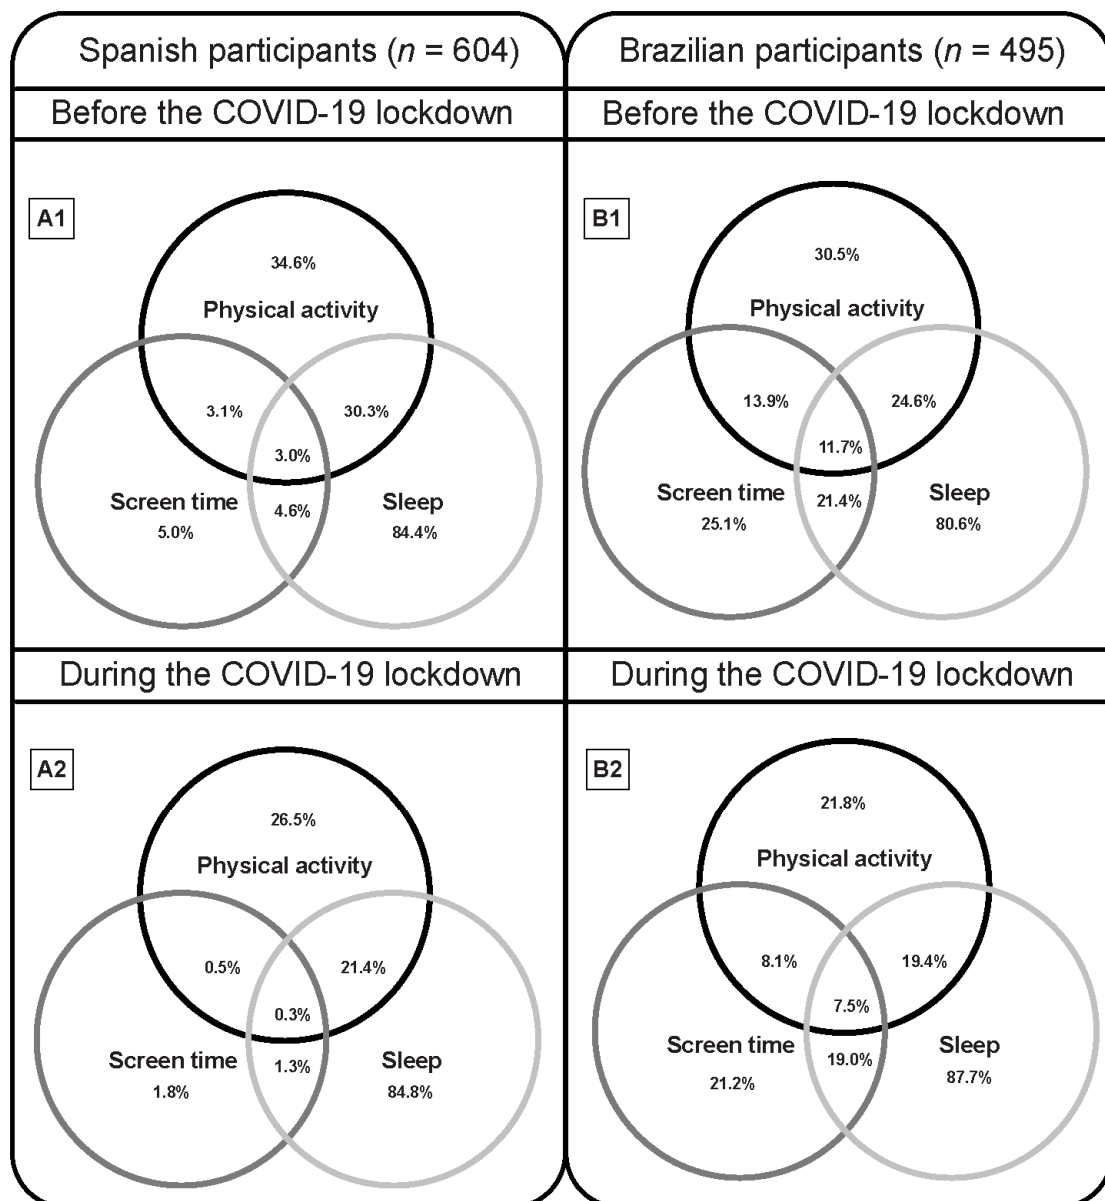 Spanish participants (n = 604)
Before the COVID-19 lockdown
A1
34.6%
Physical activity
3.1%
30.3%
3.0%
Screen time
4.6%
Sleep
5.0%
84.4%
During the COVID-19 lockdown
A2
26.5%
Physical activity
0.5%
21.4%
0.3%
Screen time
1.3%
Sleep
1.8%
84.8%
Brazilian participants (n = 495)
Before the COVID-19 lockdown
B1
30.5%
Physical activity
13.9%
24.6%
11.7%
Screen time
21.4%
Sleep
25.1%
80.6%
During the COVID-19 lockdown
B2
21.8%
Physical activity
8.1%
19.4%
7.5%
Screen time
19.0%
Sleep
21.2%
87.7%